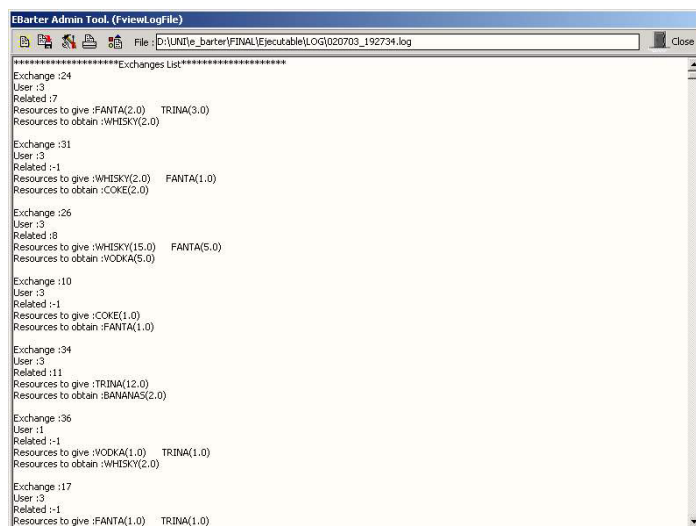 EBarter Admin Tool. (FviewLogFile)
File : D:\UNI\e_barter\FINAL\Ejecutable\LOG\020703_192734.log Close
*********************Exchanges List*********************
Exchange :24
User :3
Related :7
Resources to give :FANTA(2.0) TRINA(3.0)
Resources to obtain :WHISKY(2.0)
Exchange :31
User :3
Related :-1
Resources to give :WHISKY(2.0) FANTA(1.0)
Resources to obtain :COKE(2.0)
Exchange :26
User :3
Related :8
Resources to give :WHISKY(15.0) FANTA(5.0)
Resources to obtain :VODKA(5.0)
Exchange :10
User :3
Related :-1
Resources to give :COKE(1.0)
Resources to obtain :FANTA(1.0)
Exchange :34
User :3
Related :11
Resources to give :TRINA(12.0)
Resources to obtain :BANANAS(2.0)
Exchange :36
User :1
Related :-1
Resources to give :VODKA(1.0) TRINA(1.0)
Resources to obtain :WHISKY(2.0)
Exchange :17
User :3
Related :-1
Resources to give :FANTA(1.0) TRINA(1.0)